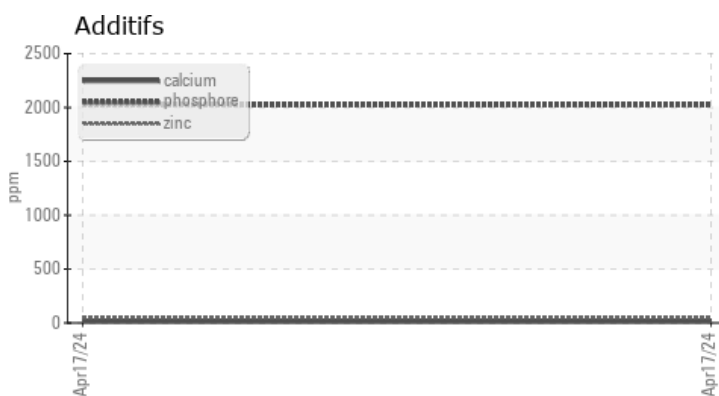 Additifs
2500
calcium
phosphore
2000
zinc
1500
ppm
1000
500
0
Apr17/24
Apr17/24